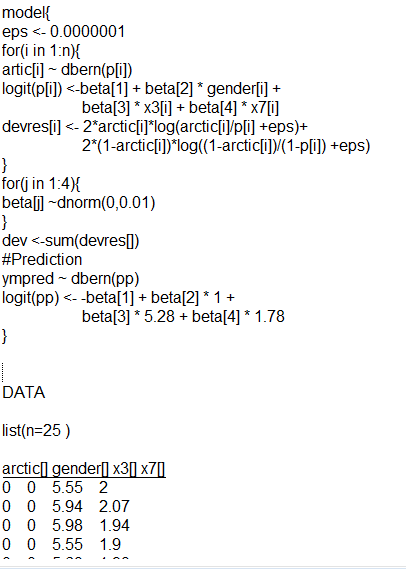 model{
eps <- 0.0000001
for(i in 1:n){
artic[i] ~ dbern(p[i])
logit(p[i]) <-beta[1] + beta[2] * gender[i] +
beta[3] * x3[i] + beta[4] * x7[i]
devres[i] <- 2*arctic[i]*log(arctic[i]/p[i] +eps)+
2*(1-arctic[i])*log((1-arctic[i])/(1-p[i]) +eps)
}
for(j in 1:4){
beta[j] ~dnorm(0,0.01)
}
dev <-sum(devres[])
#Prediction
ympred ~ dbern(pp)
logit(pp) <- -beta[1] + beta[2] * 1 +
beta[3] * 5.28 + beta[4] * 1.78
}
DATA
list(n=25 )
arctic[] gender[] x3[] x7[]
0 0 5.55 2
0 0 5.94 2.07
0 0 5.98 1.94
0 0 5.55 1.9